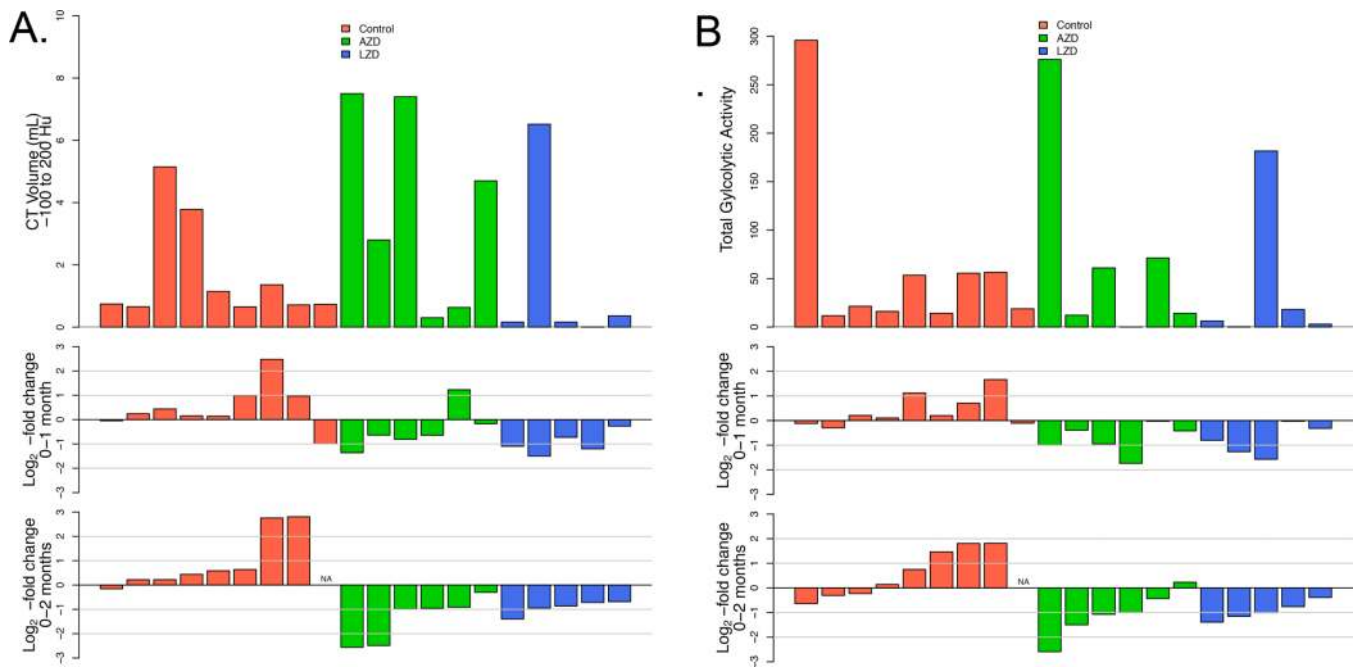 A.
CT Volume (mL)
−100 to 200 Hu
10
8
6
4
2
0
Control
AZD
LZD
Log2 −fold change
0−1 month
3
2
1
0
−1
−2
−3
Log2 −fold change
0−2 months
3
2
1
0
−1
−2
−3
NA
B
.
Total Gylcolytic Activity
300
250
200
150
100
50
0
Control
AZD
LZD
Log2 −fold change
0−1 month
3
2
1
0
−1
−2
−3
Log2 −fold change
0−2 months
3
2
1
0
−1
−2
−3
NA